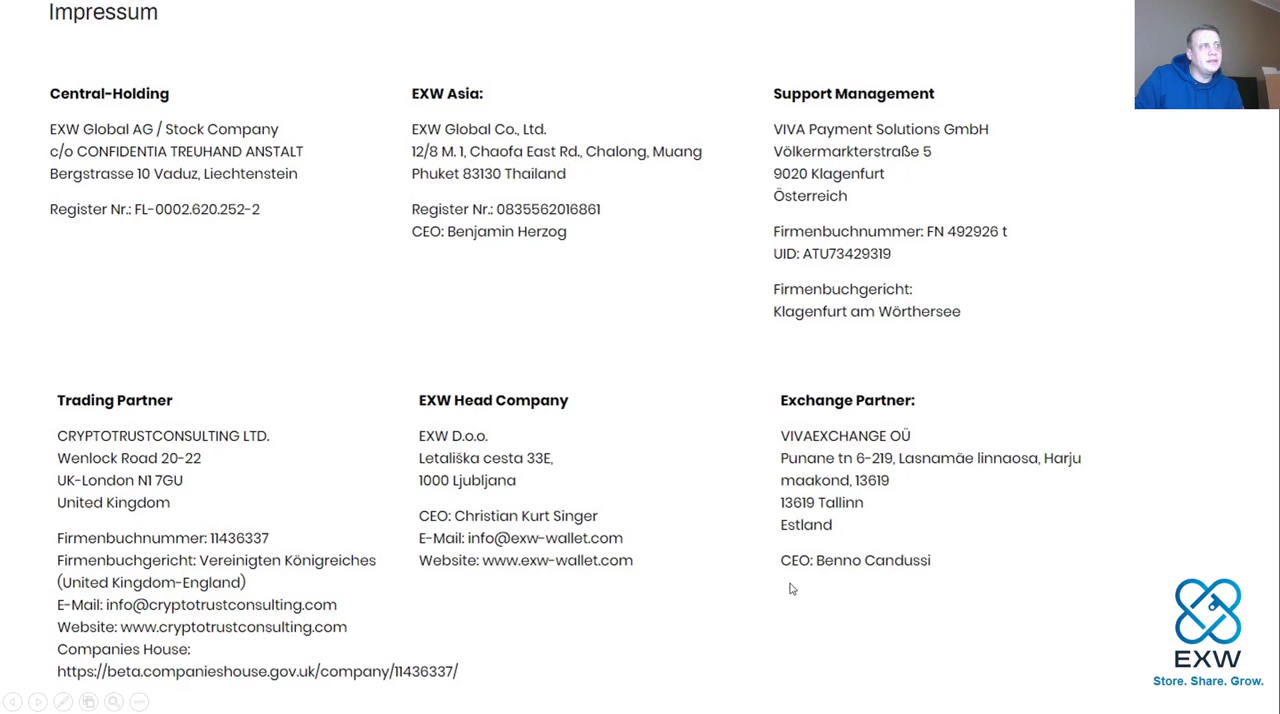 Impressum
Central-Holding
EXW Global AG / Stock Company
c/o CONFIDENTIA TREUHAND ANSTALT
Bergstrasse 10 Vaduz, Liechtenstein
Register Nr.: FL-0002.620.252-2
EXW Asia:
EXW Global Co., Ltd.
12/8 M. 1, Chaofa East Rd., Chalong, Muang
Phuket 83130 Thailand
Register Nr.: 0835562016861
CEO: Benjamin Herzog
Support Management
VIVA Payment Solutions GmbH
Völkermarkterstraße 5
9020 Klagenfurt
Österreich
Firmenbuchnummer: FN 492926 t
UID: ATU73429319
Firmenbuchgericht:
Klagenfurt am Wörthersee
Trading Partner
CRYPTOTRUSTCONSULTING LTD.
Wenlock Road 20-22
UK-London N1 7GU
United Kingdom
Firmenbuchnummer: 11436337
Firmenbuchgericht: Vereinigten Königreiches
(United Kingdom-England)
E-Mail: info@cryptotrustconsulting.com
Website: www.cryptotrustconsulting.com
Companies House:
https://beta.companieshouse.gov.uk/company/11436337/
EXW Head Company
EXW D.o.o.
Letališka cesta 33E,
1000 Ljubljana
CEO: Christian Kurt Singer
E-Mail: info@exw-wallet.com
Website: www.exw-wallet.com
Exchange Partner:
VIVAEXCHANGE OÜ
Punane tn 6-219, Lasnamäe linnaosa, Harju
maakond, 13619
13619 Tallinn
Estland
CEO: Benno Candussi
EXW
Store. Share. Grow.